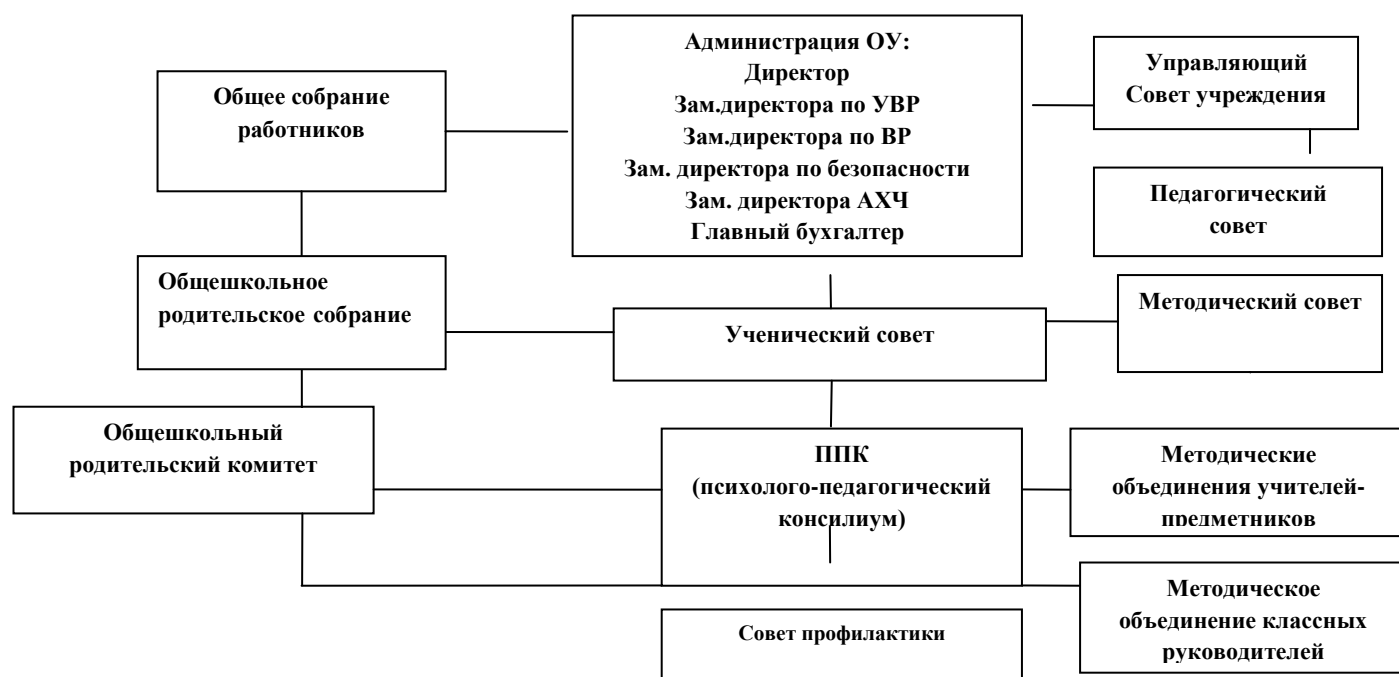 Администрация ОУ:
Директор
Зам.директора по УВР
Зам.директора по ВР
Зам. директора по безопасности
Зам. директора АХЧ
Главный бухгалтер
Общее собрание
работников
Управляющий
Совет учреждения
Педагогический
совет
Общешкольное
родительское собрание
Ученический совет
Методический совет
Общешкольный
родительский комитет
ППК
(психолого-педагогический
консилиум)
Методические
объединения учителей-
предметников
Методическое
объединение классных
руководителей
Совет профилактики